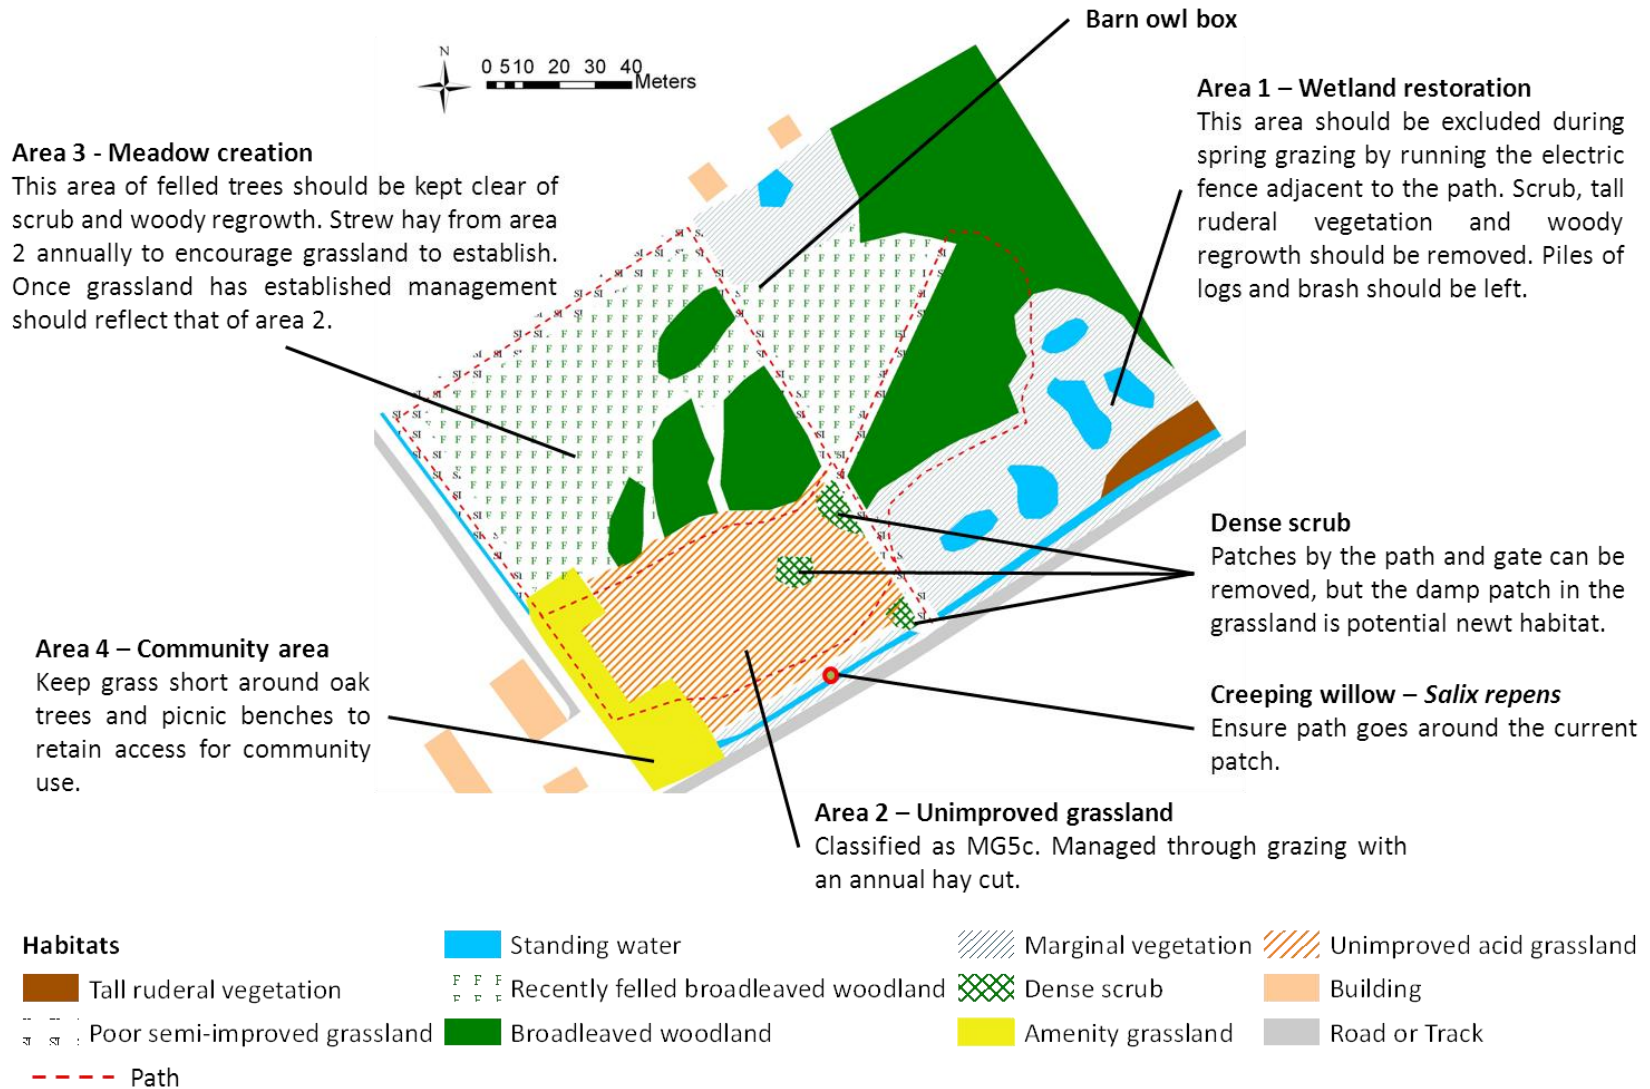 Barn owl box
N
0 5 10 20 30 40
Meters
Area 1 – Wetland restoration
This area should be excluded during
spring grazing by running the electric
fence adjacent to the path. Scrub, tall
ruderal vegetation and woody
regrowth should be removed. Piles of
logs and brash should be left.
Area 3 - Meadow creation
This area of felled trees should be kept clear of
scrub and woody regrowth. Strew hay from area
2 annually to encourage grassland to establish.
Once grassland has established management
should reflect that of area 2.
Dense scrub
Patches by the path and gate can be
removed, but the damp patch in the
grassland is potential newt habitat.
Area 4 – Community area
Keep grass short around oak
trees and picnic benches to
retain access for community
use.
Creeping willow – Salix repens
Ensure path goes around the current
patch.
Area 2 – Unimproved grassland
Classified as MG5c. Managed through grazing with
an annual hay cut.
Habitats
Standing water
Marginal vegetation
Unimproved acid grassland
Tall ruderal vegetation
F F F
F F F
Recently felled broadleaved woodland
Dense scrub
Building
SI SI
Poor semi-improved grassland
Broadleaved woodland
Amenity grassland
Road or Track
Path